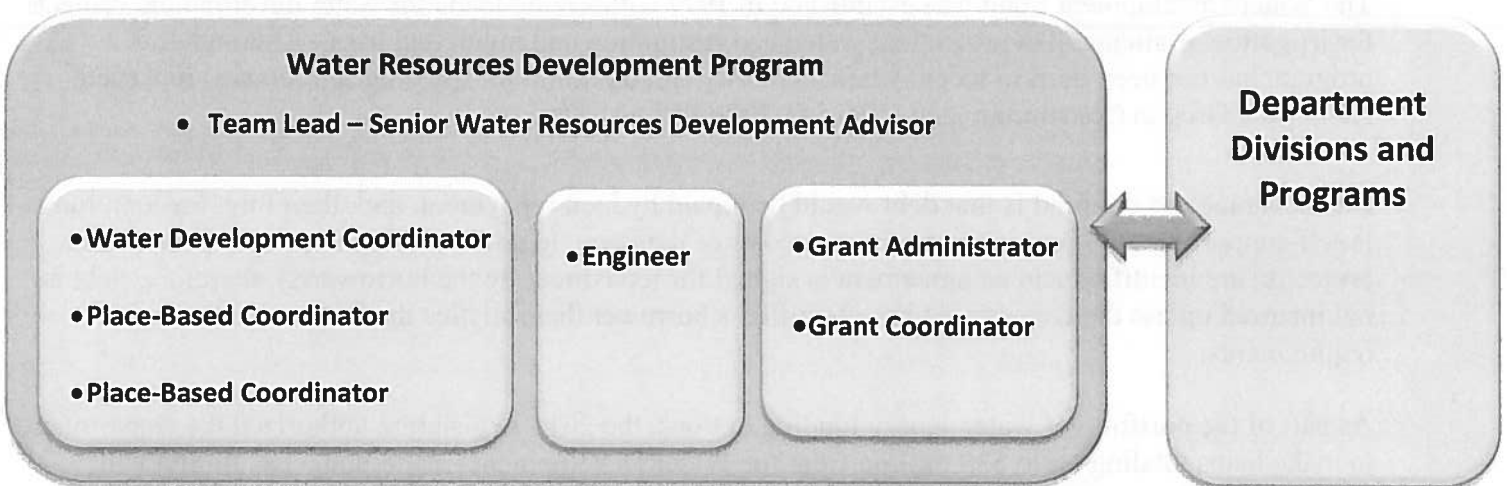 Water Resources Development Program
• Team Lead – Senior Water Resources Development Advisor
•Water Development Coordinator
•Place-Based Coordinator
•Place-Based Coordinator
•Engineer
•Grant Administrator
•Grant Coordinator
Department
Divisions and
Programs